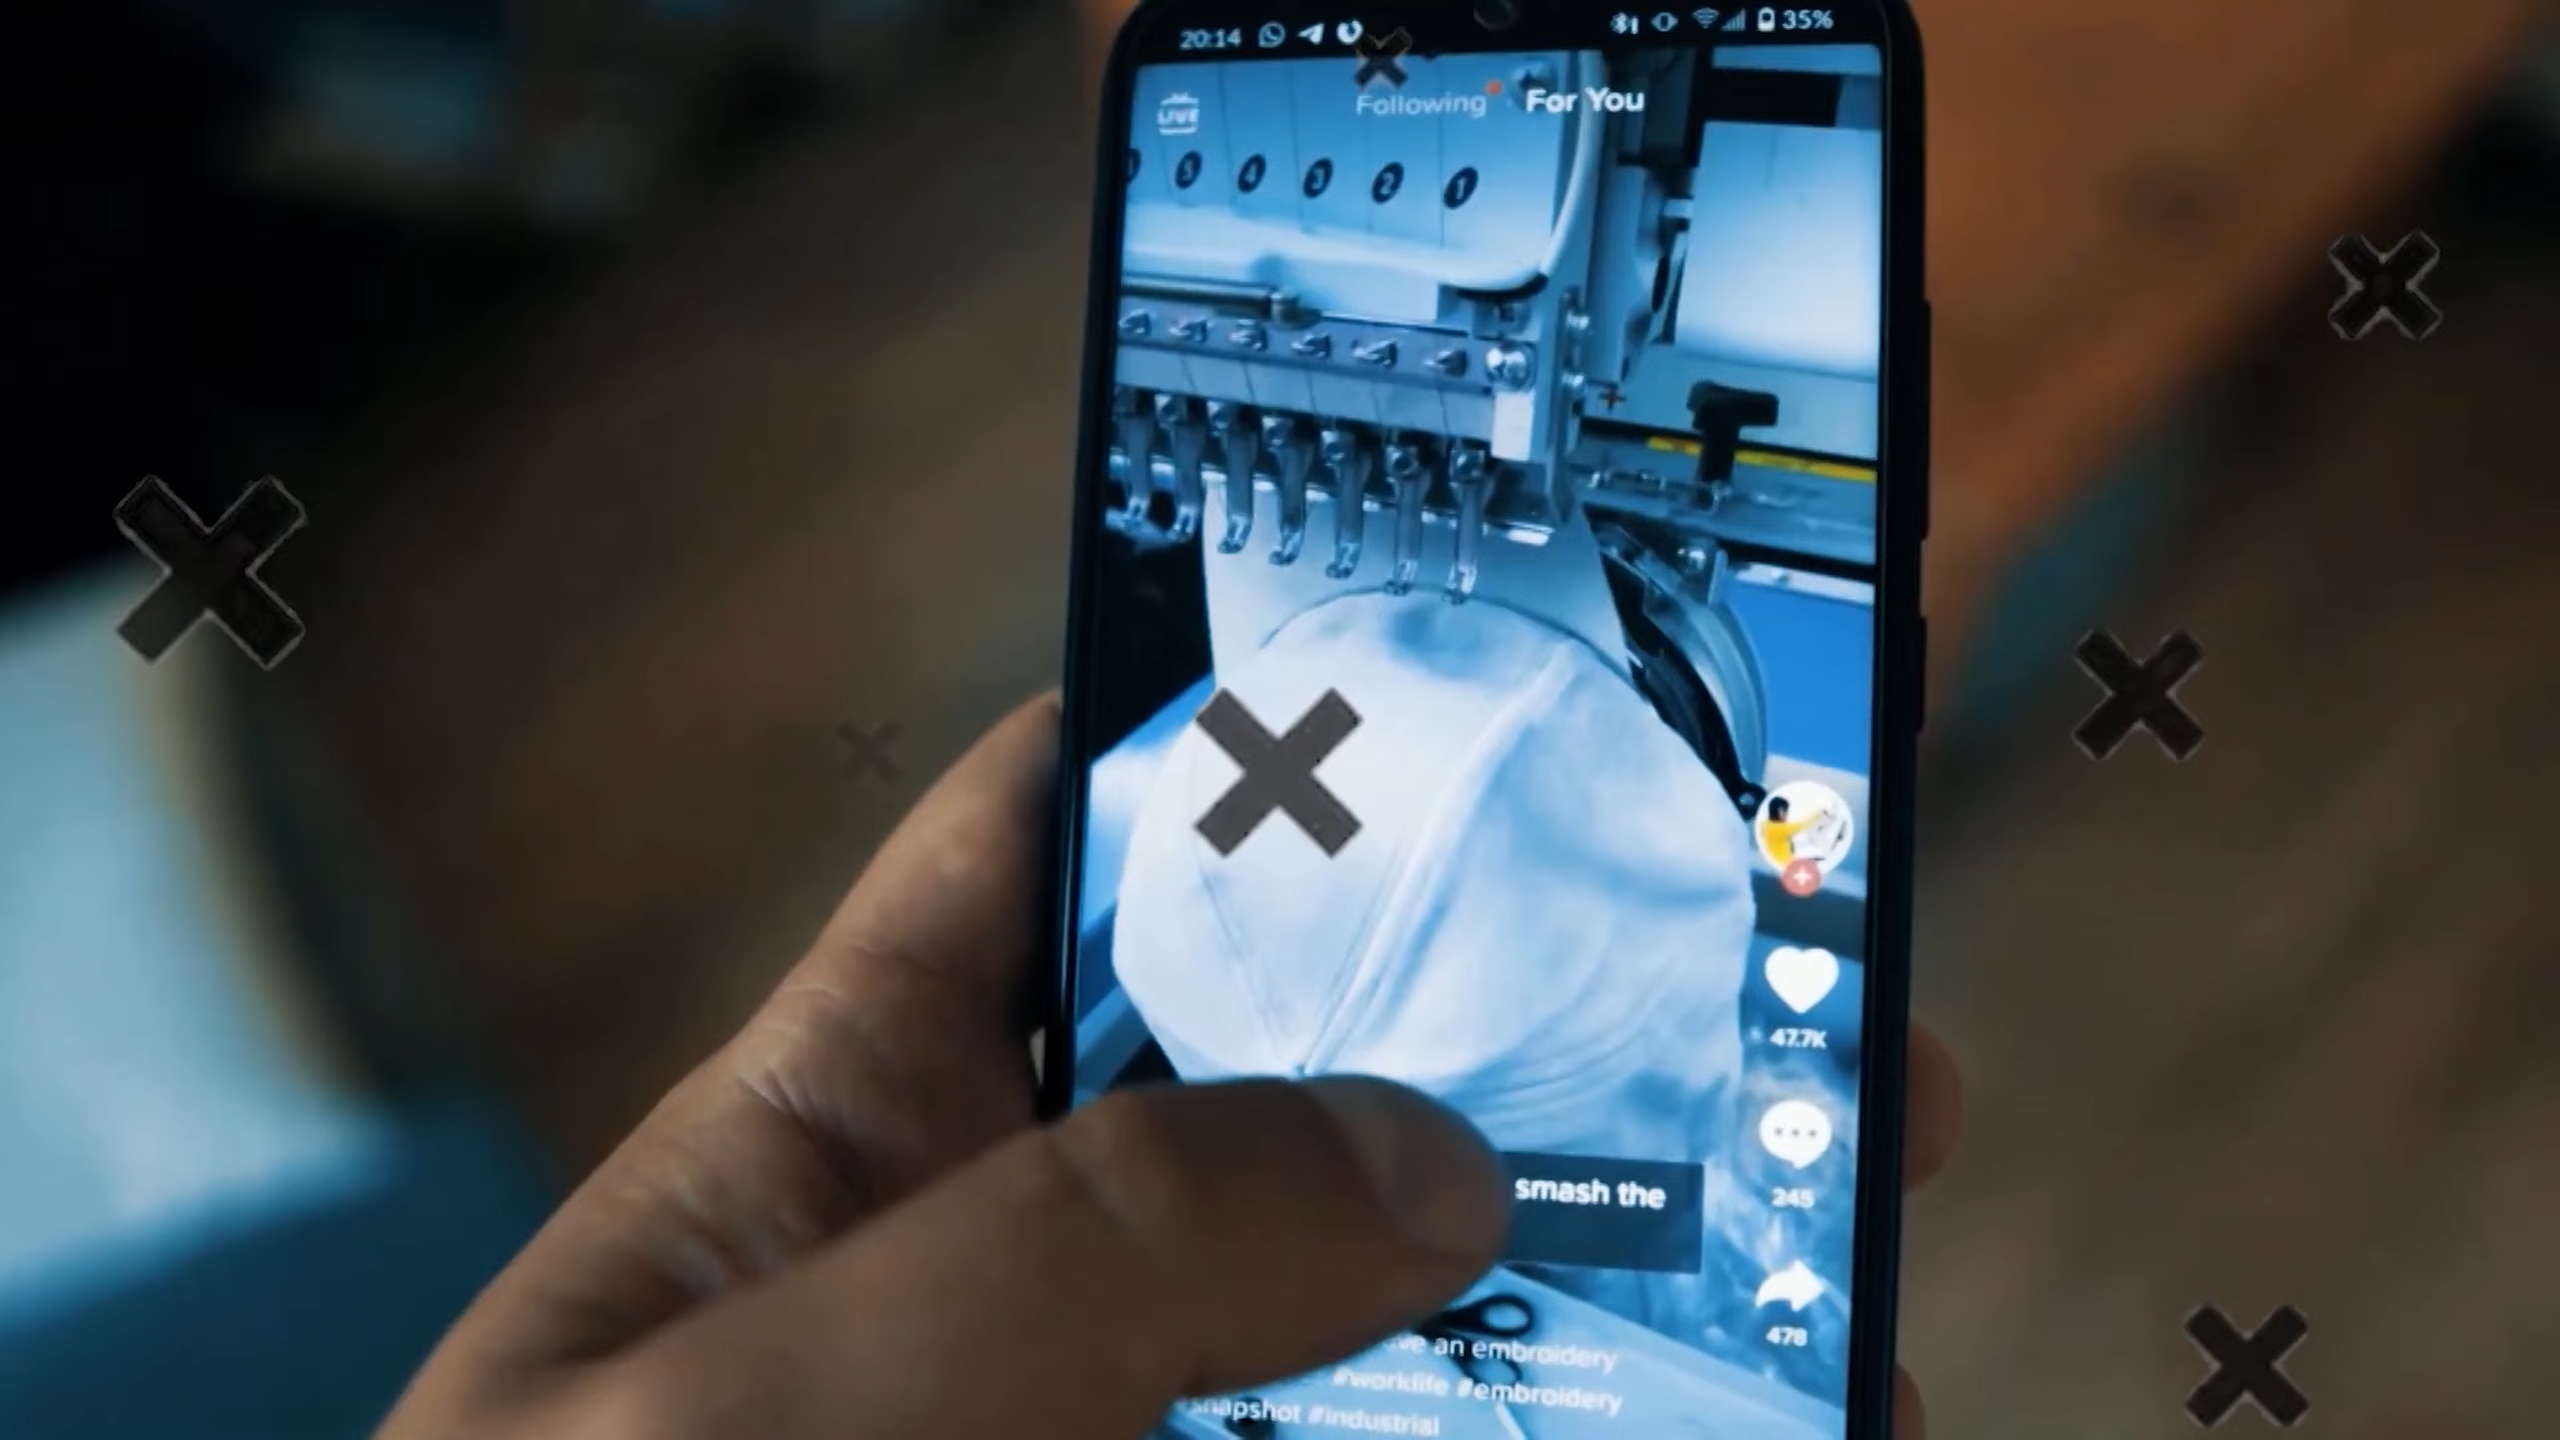 20:14 35%
LIVE Following For You
5 4 3 2 1
47.7K
245
smash the
478
an embroidery
#worklife #embroidery
snapshot #industrial